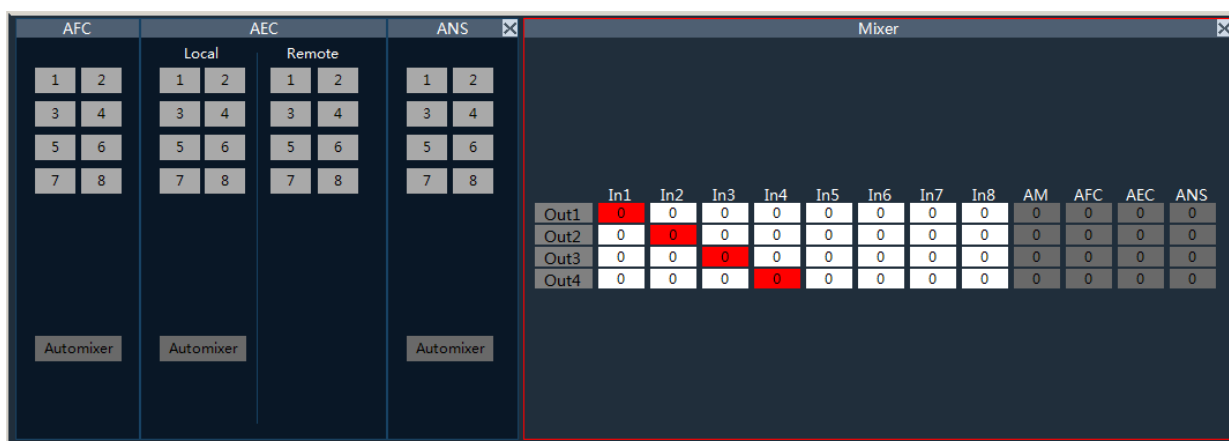 AFC AEC ANS Mixer
Local Remote
1 2 1 2 1 2 1 2
3 4 3 4 3 4 3 4
5 6 5 6 5 6 5 6
7 8 7 8 7 8 7 8
In1 In2 In3 In4 In5 In6 In7 In8 AM AFC AEC ANS
Out1 0 0 0 0 0 0 0 0 0 0 0 0
Out2 0 0 0 0 0 0 0 0 0 0 0 0
Out3 0 0 0 0 0 0 0 0 0 0 0 0
Out4 0 0 0 0 0 0 0 0 0 0 0 0
Automixer Automixer Automixer